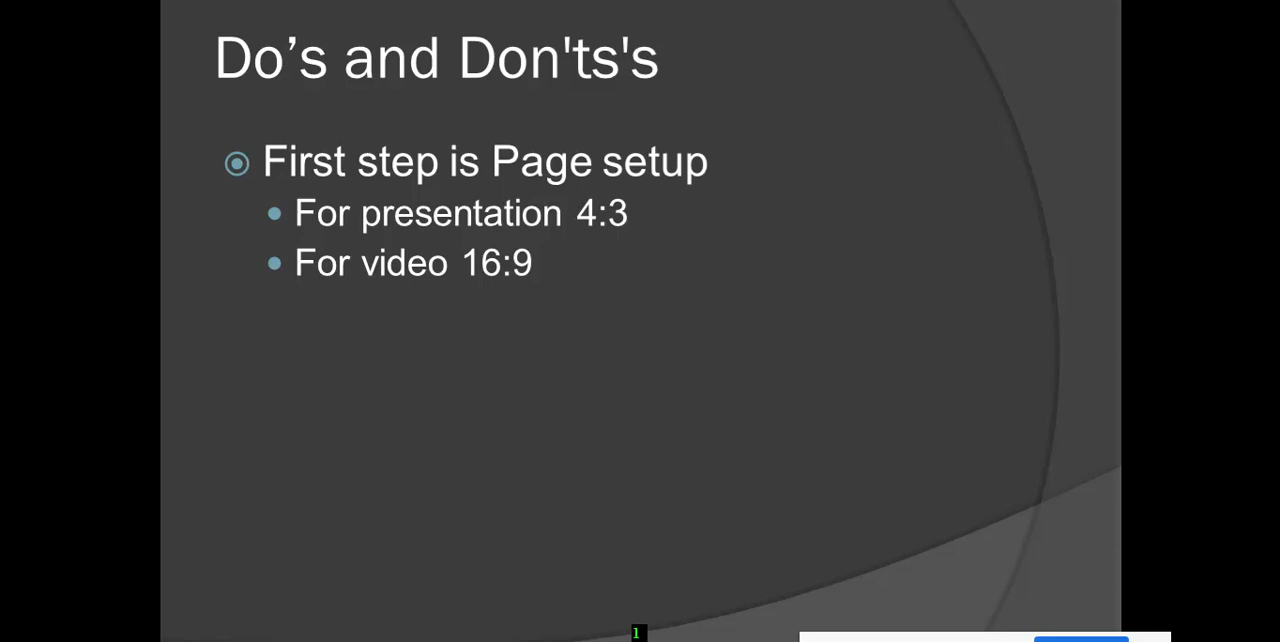 Do’s and Don'ts's
First step is Page setup
For presentation 4:3
For video 16:9
1